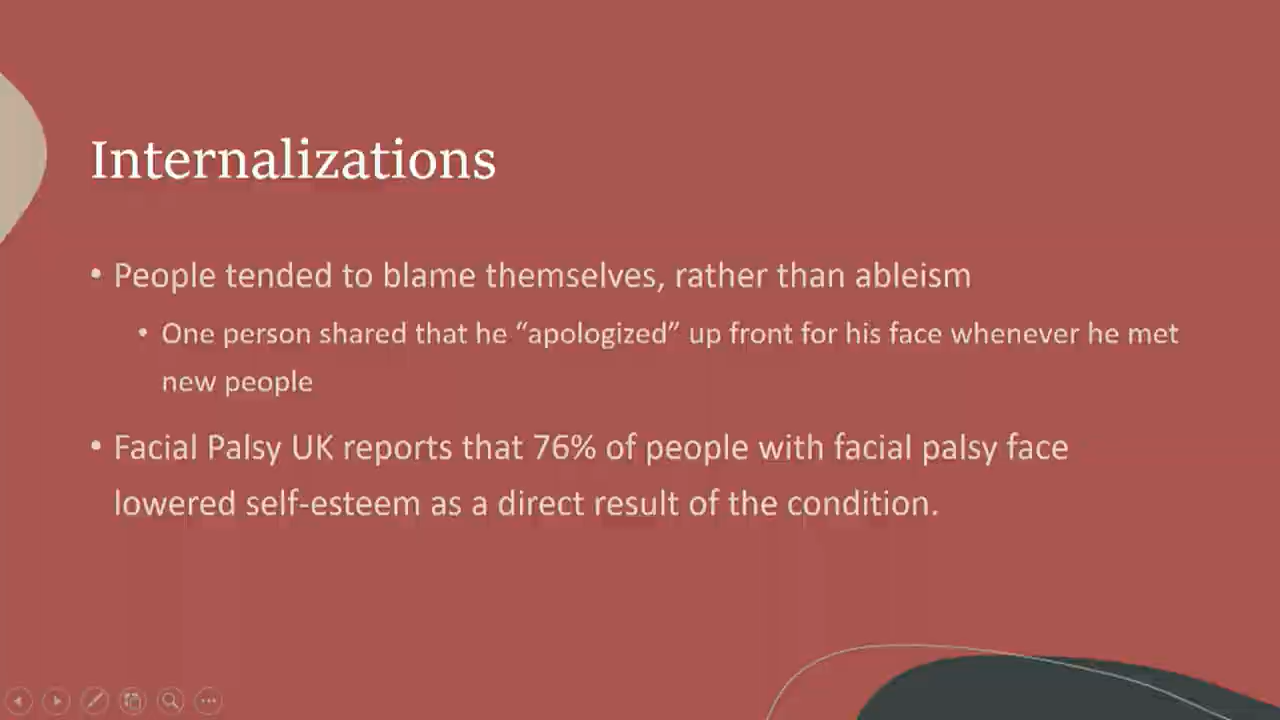 Internalizations
• People tended to blame themselves, rather than ableism
• One person shared that he “apologized” up front for his face whenever he met
new people
• Facial Palsy UK reports that 76% of people with facial palsy face
lowered self-esteem as a direct result of the condition.